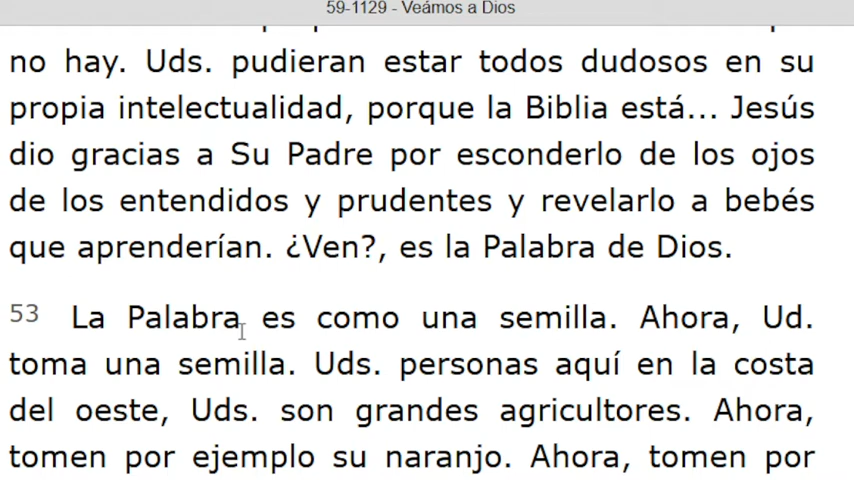 59-1129 - Veámos a Dios
no hay. Uds. pudieran estar todos dudosos en su
propia intelectualidad, porque la Biblia está... Jesús
dio gracias a Su Padre por esconderlo de los ojos
de los entendidos y prudentes y revelarlo a bebés
que aprenderían. ¿Ven?, es la Palabra de Dios.
53 La Palabra es como una semilla. Ahora, Ud.
toma una semilla. Uds. personas aquí en la costa
del oeste, Uds. son grandes agricultores. Ahora,
tomen por ejemplo su naranjo. Ahora, tomen por